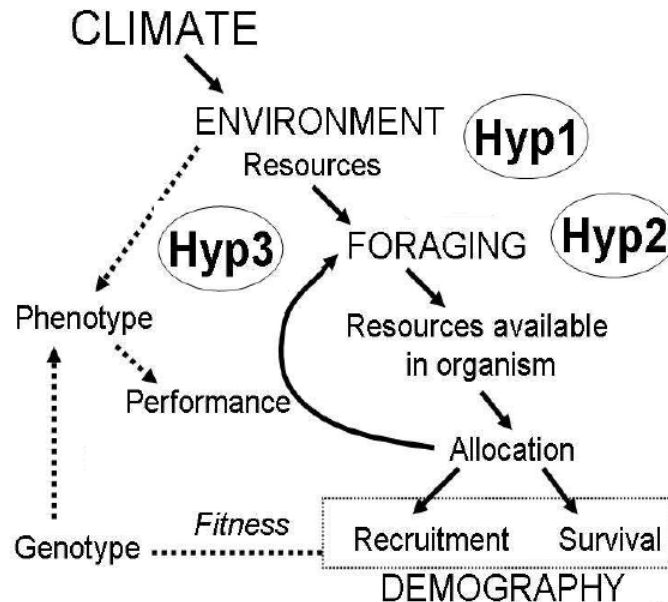 CLIMATE
ENVIRONMENT
Hyp1
Resources
Hyp2
Hyp3
FORAGING
Phenotype
Resources available
in organism
Performance
Allocation
Fitness
Genotype
Recruitment
Survival
DEMOGRAPHY